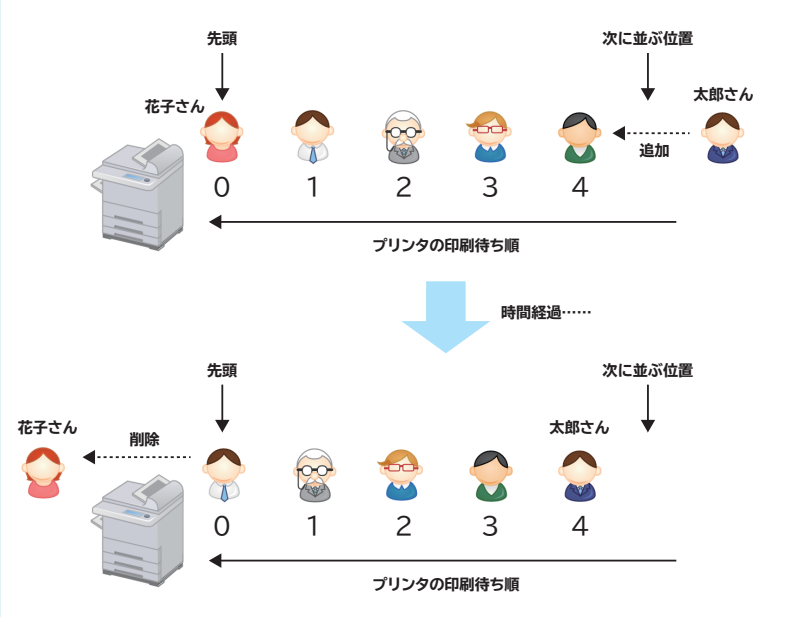 先頭
次に並ぶ位置
花子さん
太郎さん
追加
0 1 2 3 4
プリンタの印刷待ち順
時間経過……
先頭
次に並ぶ位置
花子さん
削除
太郎さん
0 1 2 3 4
プリンタの印刷待ち順